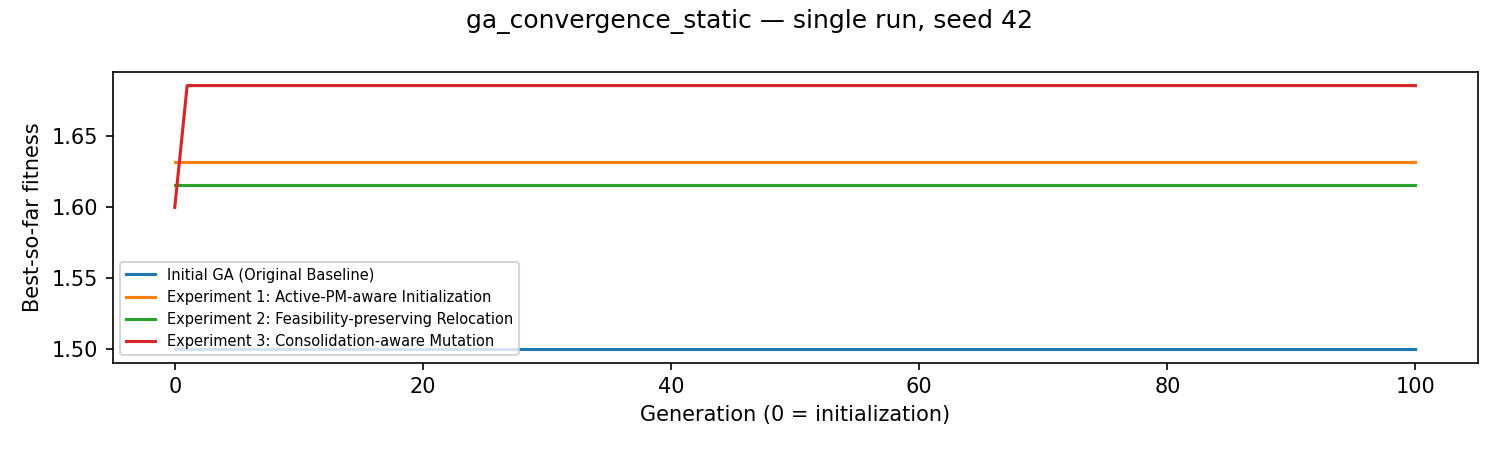 ga_convergence_static — single run, seed 42
Best-so-far fitness
1.65
1.60
1.55
1.50
Initial GA (Original Baseline)
Experiment 1: Active-PM-aware Initialization
Experiment 2: Feasibility-preserving Relocation
Experiment 3: Consolidation-aware Mutation
0 20 40 60 80 100
Generation (0 = initialization)